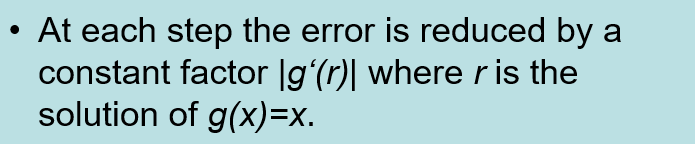 • At each step the error is reduced by a
constant factor |g‘(r)| where r is the
solution of g(x)=x.